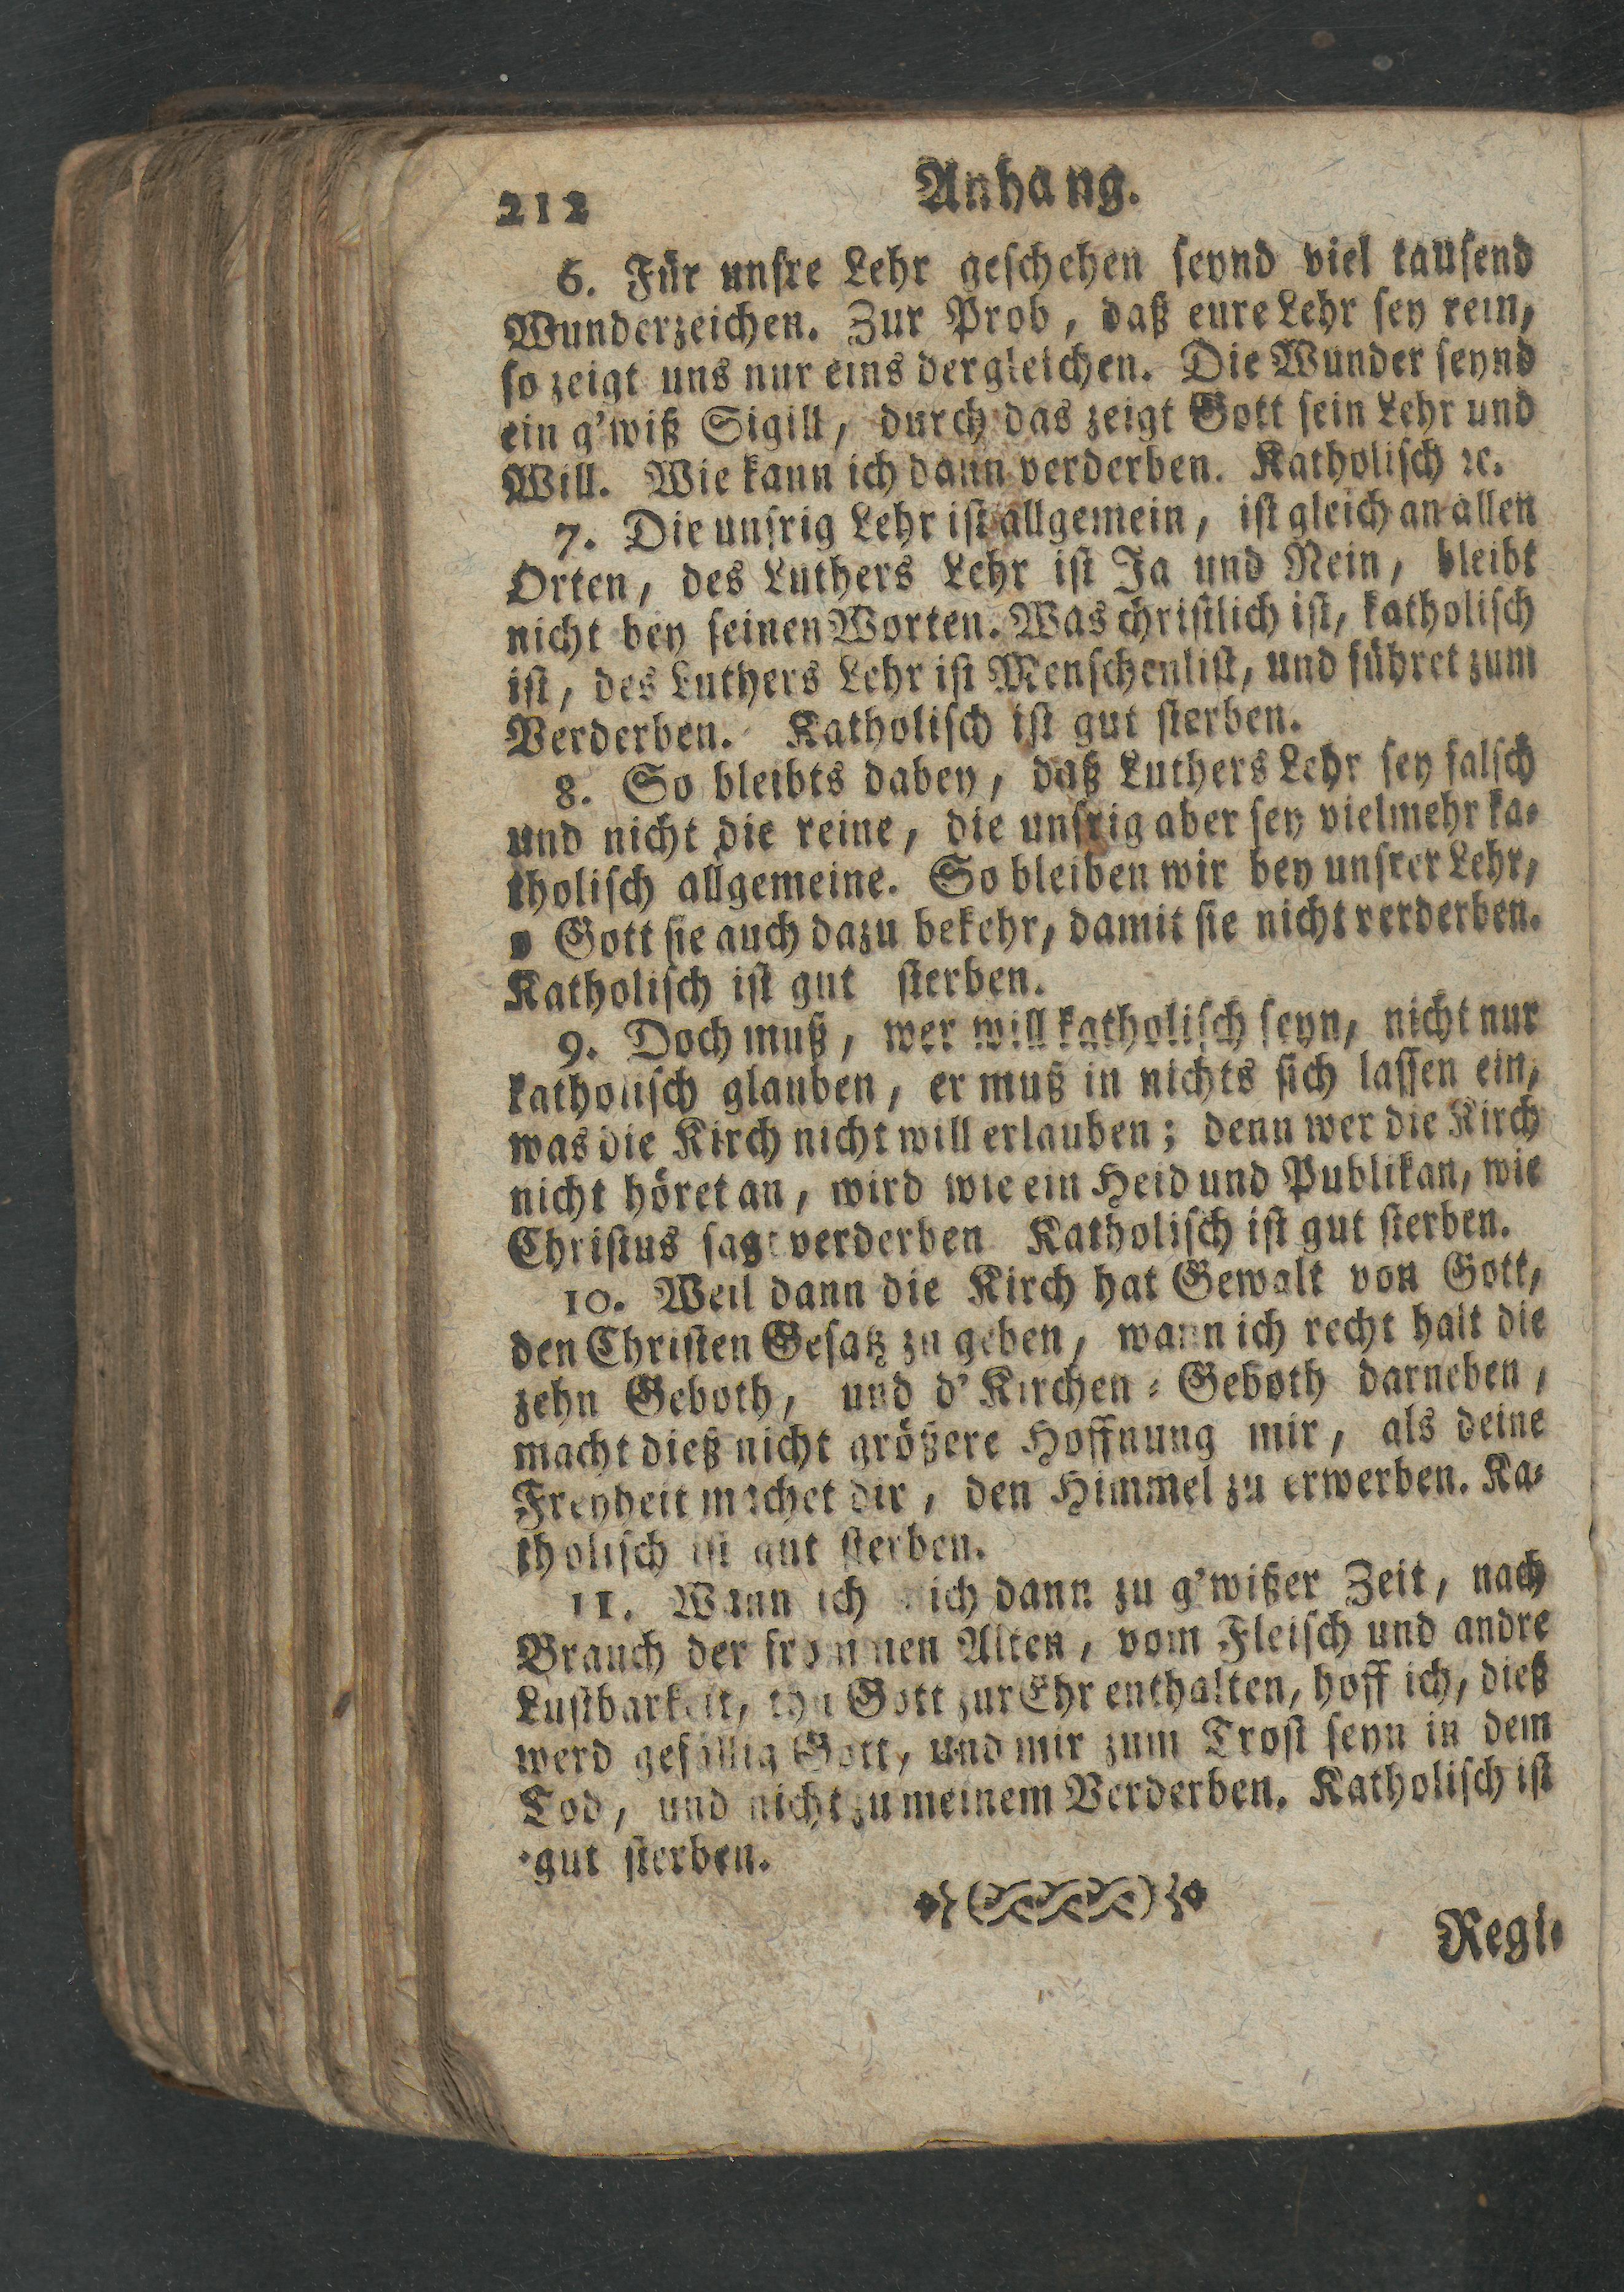 212 Anhang.
6. Für unsre Lehr geschehen seynd viel tausend
Wunderzeichen. Zur Prob, daß eure Lehr sey rein,
so zeigt uns nur eins dergleichen. Die Wunder seynd
ein g'wiß Sigill, durch das zeigt Gott sein Lehr und
Will. Wie kann ich dann verderben. Katholisch ꝛc.
7. Die unsrig Lehr ist allgemein, ist gleich an allen
Orten, des Luthers Lehr ist Ja und Nein, bleibt
nicht bey seinen Worten. Was christlich ist, katholisch
ist, des Luthers Lehr ist Menschenlist, und führet zum
Verderben. Katholisch ist gut sterben.
8. So bleibts dabey, daß Luthers Lehr sey falsch
und nicht die reine, die unsrig aber sey vielmehr ka-
tholisch allgemeine. So bleiben wir bey unsrer Lehr,
o Gott sie auch dazu bekehr, damit sie nicht verderben.
Katholisch ist gut sterben.
9. Doch muß, wer will katholisch seyn, nicht nur
katholisch glauben, er muß in nichts sich lassen ein,
was die Kirch nicht will erlauben; denn wer die Kirch
nicht höret an, wird wie ein Heid und Publikan, wie
Christus sagt verderben Katholisch ist gut sterben.
10. Weil dann die Kirch hat Gewalt von Gott,
den Christen Gesatz zu geben, wann ich recht halt die
zehn Geboth, und d' Kirchen-Geboth darneben,
macht dieß nicht größere Hoffnung mir, als deine
Freyheit machet dir, den Himmel zu erwerben. Ka-
tholisch ist gut sterben.
11. Wann ich mich dann zu g'wißer Zeit, nach
Brauch der frommen Alten, vom Fleisch und andre
Lustbarkeit, thu Gott zur Ehr enthalten, hoff ich, dieß
werd gefällig Gott, und mir zum Trost seyn in dem
Tod, und nicht zu meinem Verderben. Katholisch ist
gut sterben.
Regi-